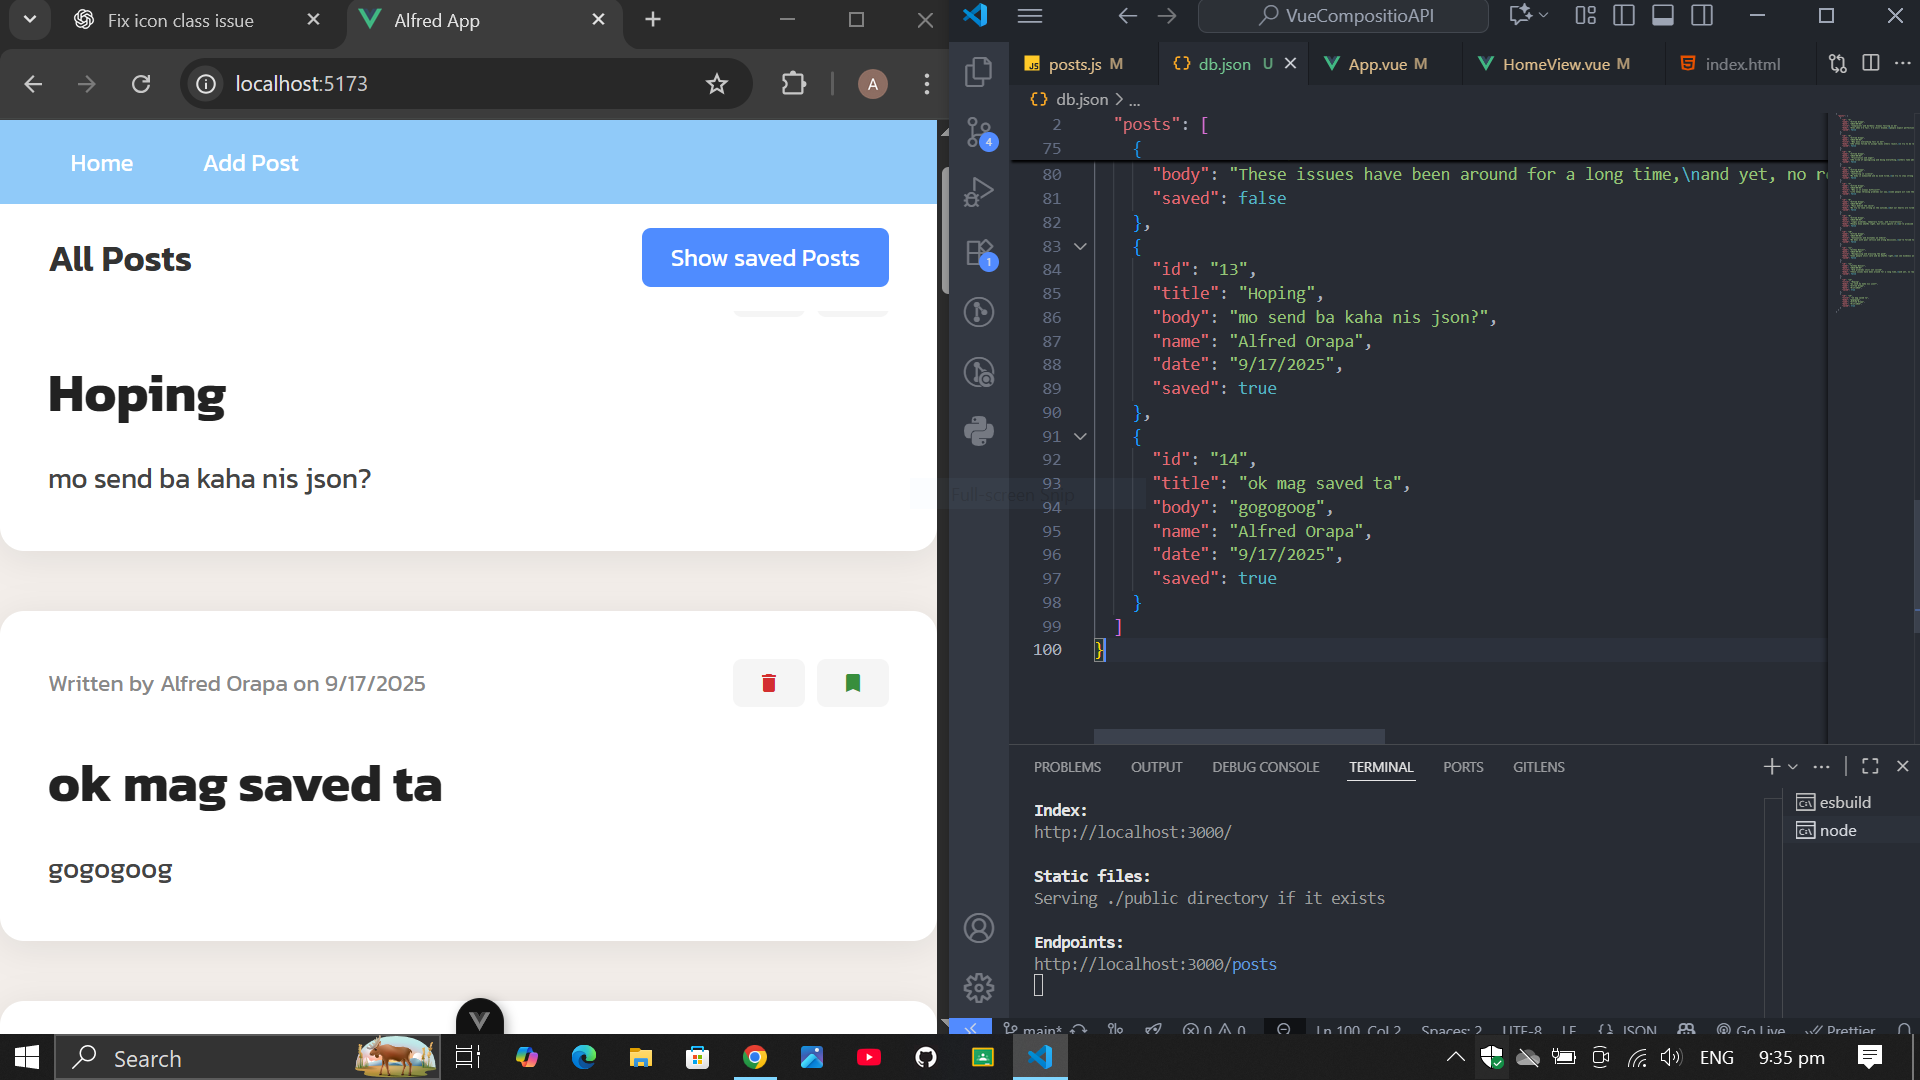 Fix icon class issue
Alfred App
localhost:5173
A
Home
Add Post
All Posts
Show saved Posts
Hoping
mo send ba kaha nis json?
Written by Alfred Orapa on 9/17/2025
ok mag saved ta
gogogoog
VueCompositioAPI
posts.js M
db.json U
App.vue M
HomeView.vue M
index.html
db.json > ...
2 "posts": [
75 {
80 "body": "These issues have been around for a long time,\nand yet, no r
81 "saved": false
82 },
83 {
84 "id": "13",
85 "title": "Hoping",
86 "body": "mo send ba kaha nis json?",
87 "name": "Alfred Orapa",
88 "date": "9/17/2025",
89 "saved": true
90 },
91 {
92 "id": "14",
93 "title": "ok mag saved ta",
94 "body": "gogogoog",
95 "name": "Alfred Orapa",
96 "date": "9/17/2025",
97 "saved": true
98 }
99 ]
100 }
Full-screen Snip
4
1
PROBLEMS OUTPUT DEBUG CONSOLE TERMINAL PORTS GITLENS
Index:
http://localhost:3000/
Static files:
Serving ./public directory if it exists
Endpoints:
http://localhost:3000/posts
esbuild
node
main* 0 0 Ln 100, Col 2 Spaces: 2 UTF-8 LF {} JSON Go Live Prettier
Search
ENG
9:35 pm